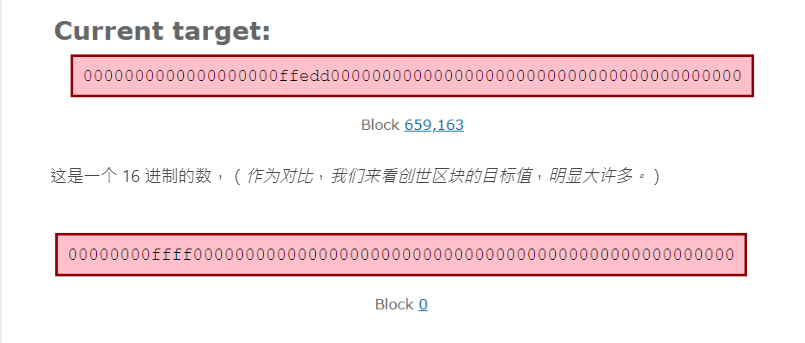 Current target:
0000000000000000000ffedd0000000000000000000000000000000000000000
Block 659,163
这是一个 16 进制的数，（作为对比，我们来看创世区块的目标值，明显大许多。）
00000000ffff0000000000000000000000000000000000000000000000000000
Block 0